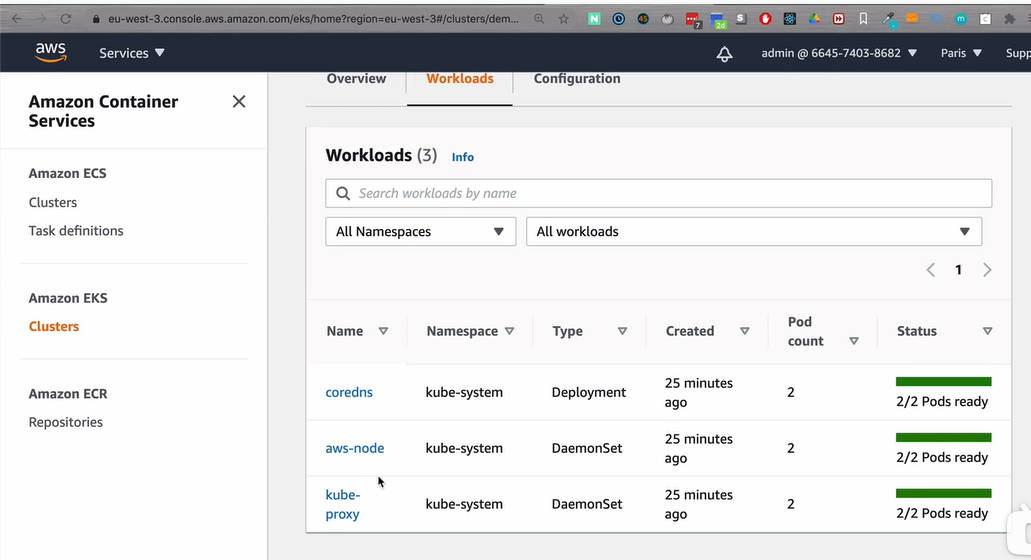 eu-west-3.console.aws.amazon.com/eks/home?region=eu-west-3#/clusters/dem...
N
45
7
2d
S
m
C
aws
Services
admin @ 6645-7403-8682
Paris
Supp
Amazon Container
Services
Amazon ECS
Clusters
Task definitions
Amazon EKS
Clusters
Amazon ECR
Repositories
Overview
Workloads
Configuration
Workloads (3) Info
Search workloads by name
All Namespaces
All workloads
1
Name
Namespace
Type
Created
Pod
count
Status
coredns
kube-system
Deployment
25 minutes
ago
2
2/2 Pods ready
aws-node
kube-system
DaemonSet
25 minutes
ago
2
2/2 Pods ready
kube-
proxy
kube-system
DaemonSet
25 minutes
ago
2
2/2 Pods ready